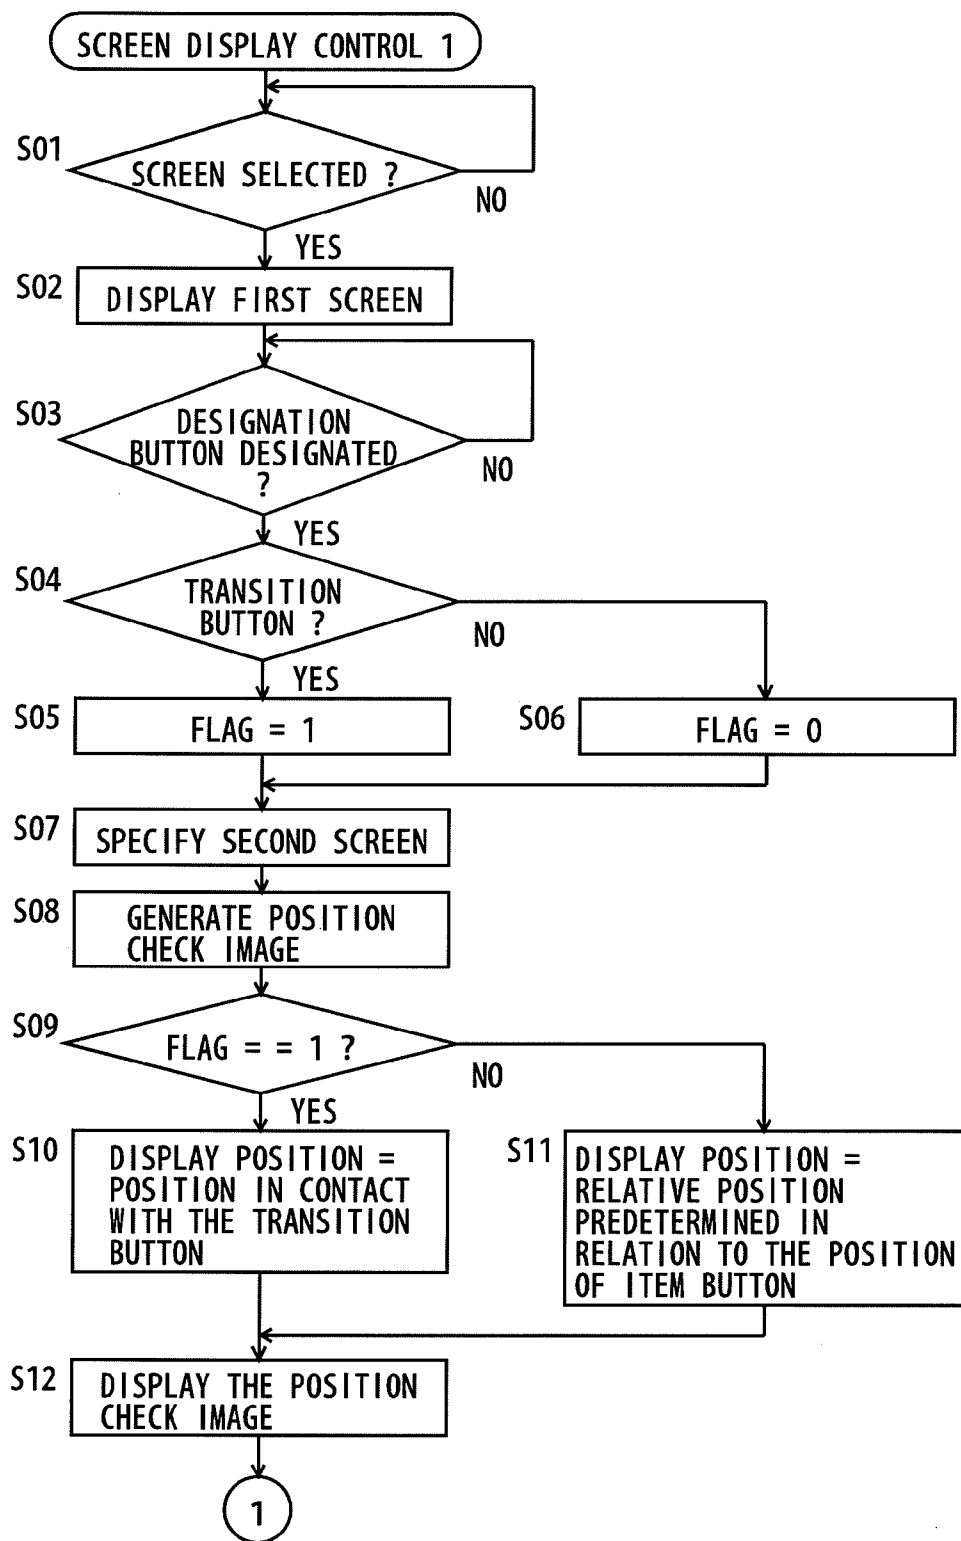 SCREEN DISPLAY CONTROL 1
S01
SCREEN SELECTED ?
NO
YES
S02
DISPLAY FIRST SCREEN
S03
DESIGNATION
BUTTON DESIGNATED
?
NO
YES
S04
TRANSITION
BUTTON ?
NO
YES
S05
FLAG = 1
S06
FLAG = 0
S07
SPECIFY SECOND SCREEN
S08
GENERATE POSITION
CHECK IMAGE
S09
FLAG = = 1 ?
NO
YES
S10
DISPLAY POSITION =
POSITION IN CONTACT
WITH THE TRANSITION
BUTTON
S11
DISPLAY POSITION =
RELATIVE POSITION
PREDETERMINED IN
RELATION TO THE POSITION
OF ITEM BUTTON
S12
DISPLAY THE POSITION
CHECK IMAGE
1